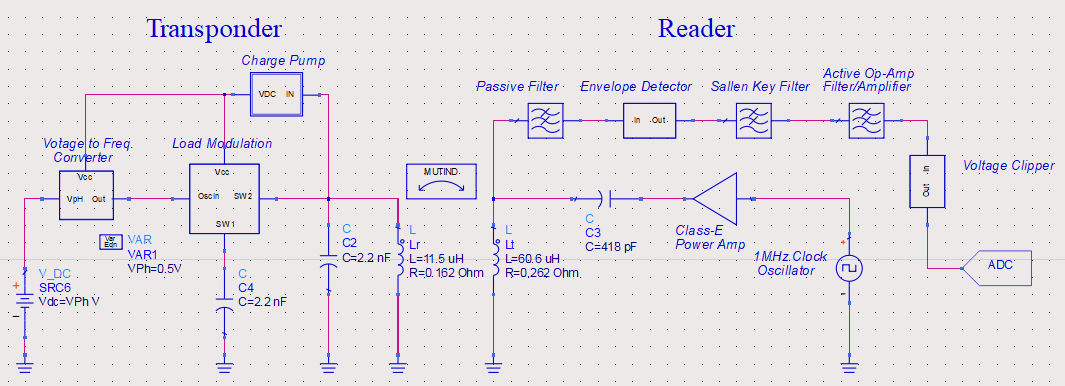 Transponder
Reader
Charge Pump
VDC IN
Votage to Freq.
Converter
Vcc
VpH Out
Load Modulation
Vcc
OscIn SW2
SW1
Var
Eqn
VAR
VAR1
VPh=0.5V
V_DC
SRC6
Vdc=VPh V
C
C4
C=2.2 nF
C
C2
C=2.2 nF
L
Lr
L=11.5 uH
R=0.162 Ohm
MUTIND
L
Lt
L=60.6 uH
R=0,262 Ohm
Passive Filter
Envelope Detector
In Out
Sallen Key Filter
Active Op-Amp
Filter/Amplifier
In
Out
Voltage Clipper
C
C3
C=418 pF
Class-E
Power Amp
1MHz Clock
Oscillator
ADC